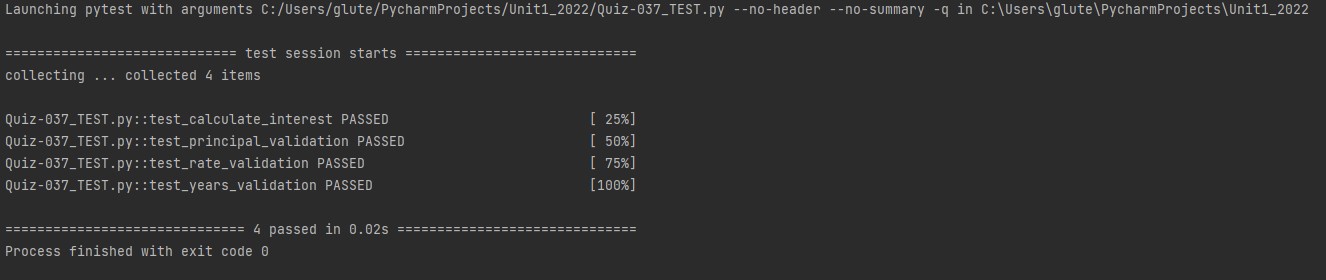 Launching pytest with arguments C:/Users/glute/PycharmProjects/Unit1_2022/Quiz-037_TEST.py --no-header --no-summary -q in C:\Users\glute\PycharmProjects\Unit1_2022
============================= test session starts =============================
collecting ... collected 4 items
Quiz-037_TEST.py::test_calculate_interest PASSED                         [ 25%]
Quiz-037_TEST.py::test_principal_validation PASSED                       [ 50%]
Quiz-037_TEST.py::test_rate_validation PASSED                            [ 75%]
Quiz-037_TEST.py::test_years_validation PASSED                           [100%]
============================== 4 passed in 0.02s ==============================
Process finished with exit code 0